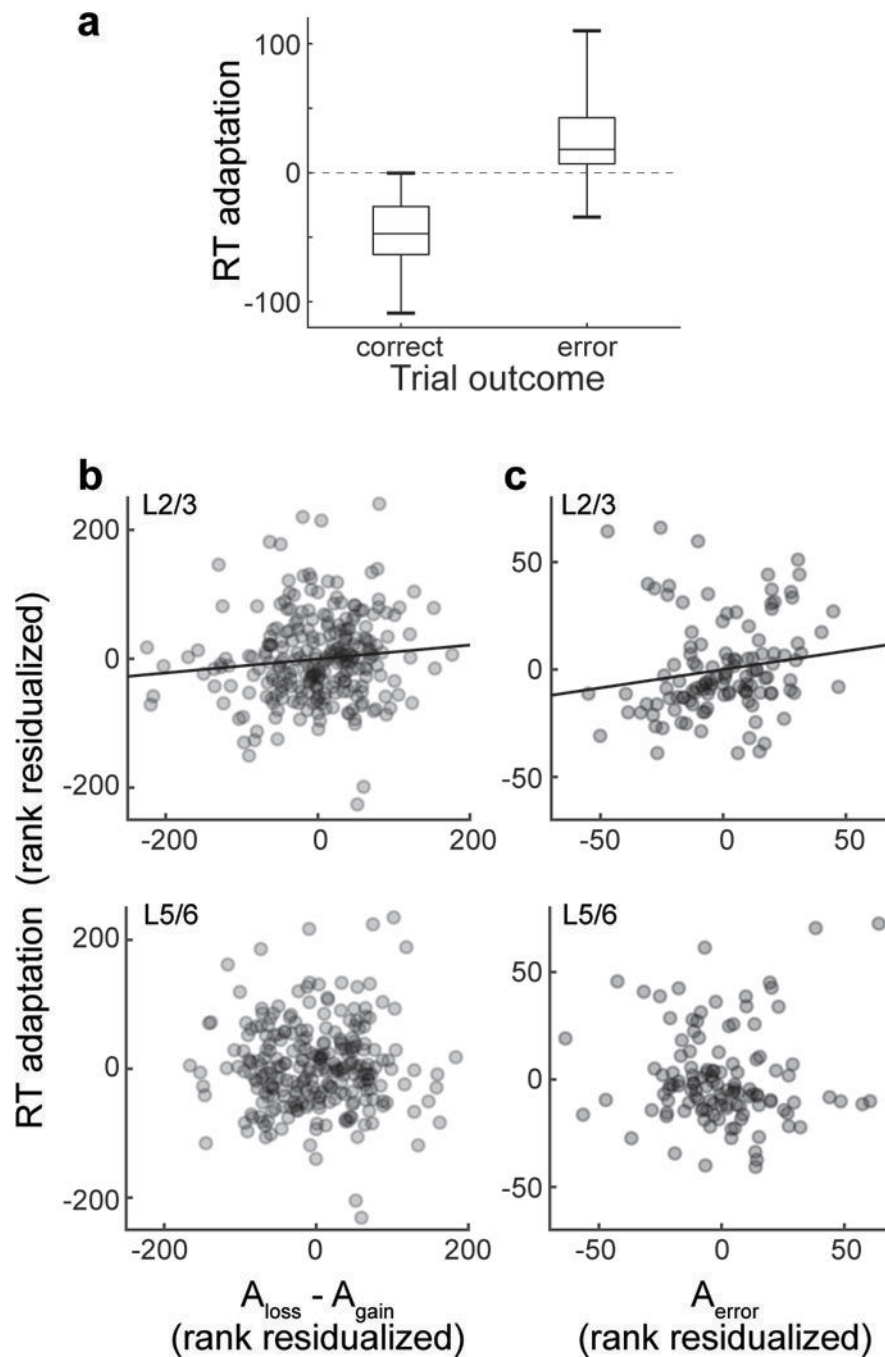 a
RT adaptation
100
0
-100
correct error
Trial outcome
b
L2/3
200
0
-200
-200 0 200
c
L2/3
50
0
-50
-50 0 50
RT adaptation (rank residualized)
L5/6
200
0
-200
-200 0 200
A_loss - A_gain
(rank residualized)
L5/6
50
0
-50
-50 0 50
A_error
(rank residualized)